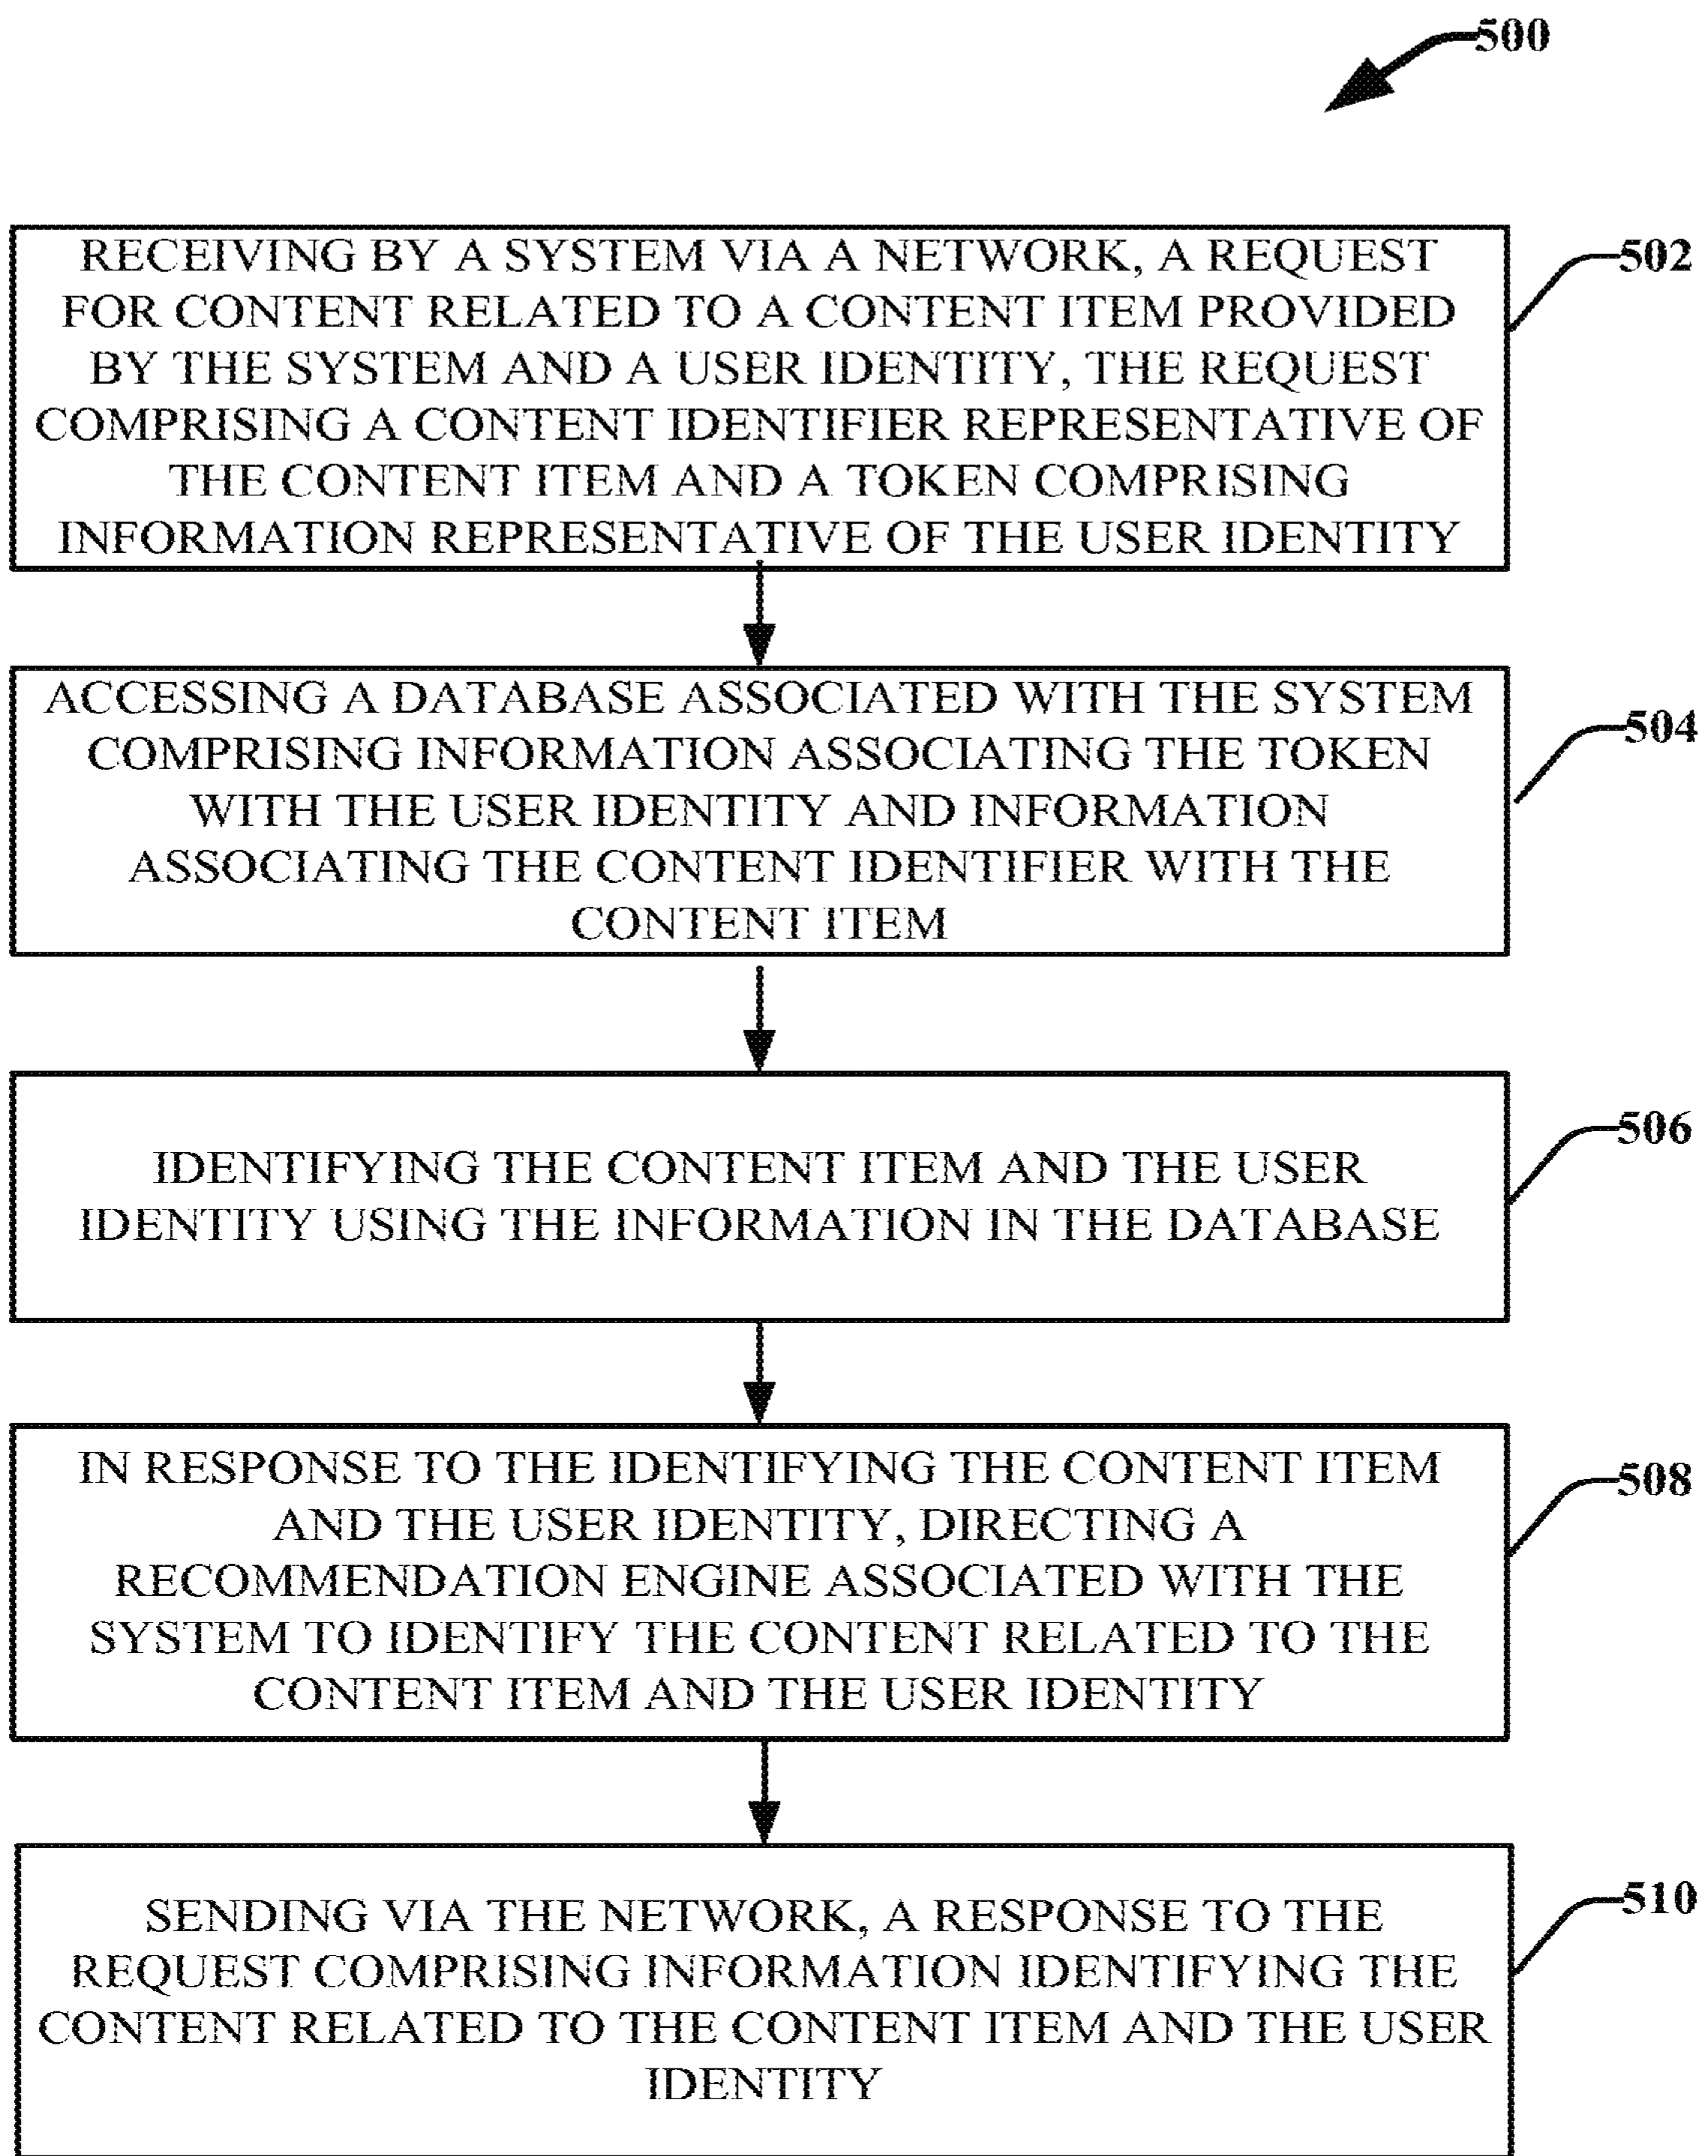 500
RECEIVING BY A SYSTEM VIA A NETWORK, A REQUEST
FOR CONTENT RELATED TO A CONTENT ITEM PROVIDED
BY THE SYSTEM AND A USER IDENTITY, THE REQUEST
COMPRISING A CONTENT IDENTIFIER REPRESENTATIVE OF
THE CONTENT ITEM AND A TOKEN COMPRISING
INFORMATION REPRESENTATIVE OF THE USER IDENTITY
502
ACCESSING A DATABASE ASSOCIATED WITH THE SYSTEM
COMPRISING INFORMATION ASSOCIATING THE TOKEN
WITH THE USER IDENTITY AND INFORMATION
ASSOCIATING THE CONTENT IDENTIFIER WITH THE
CONTENT ITEM
504
IDENTIFYING THE CONTENT ITEM AND THE USER
IDENTITY USING THE INFORMATION IN THE DATABASE
506
IN RESPONSE TO THE IDENTIFYING THE CONTENT ITEM
AND THE USER IDENTITY, DIRECTING A
RECOMMENDATION ENGINE ASSOCIATED WITH THE
SYSTEM TO IDENTIFY THE CONTENT RELATED TO THE
CONTENT ITEM AND THE USER IDENTITY
508
SENDING VIA THE NETWORK, A RESPONSE TO THE
REQUEST COMPRISING INFORMATION IDENTIFYING THE
CONTENT RELATED TO THE CONTENT ITEM AND THE USER
IDENTITY
510